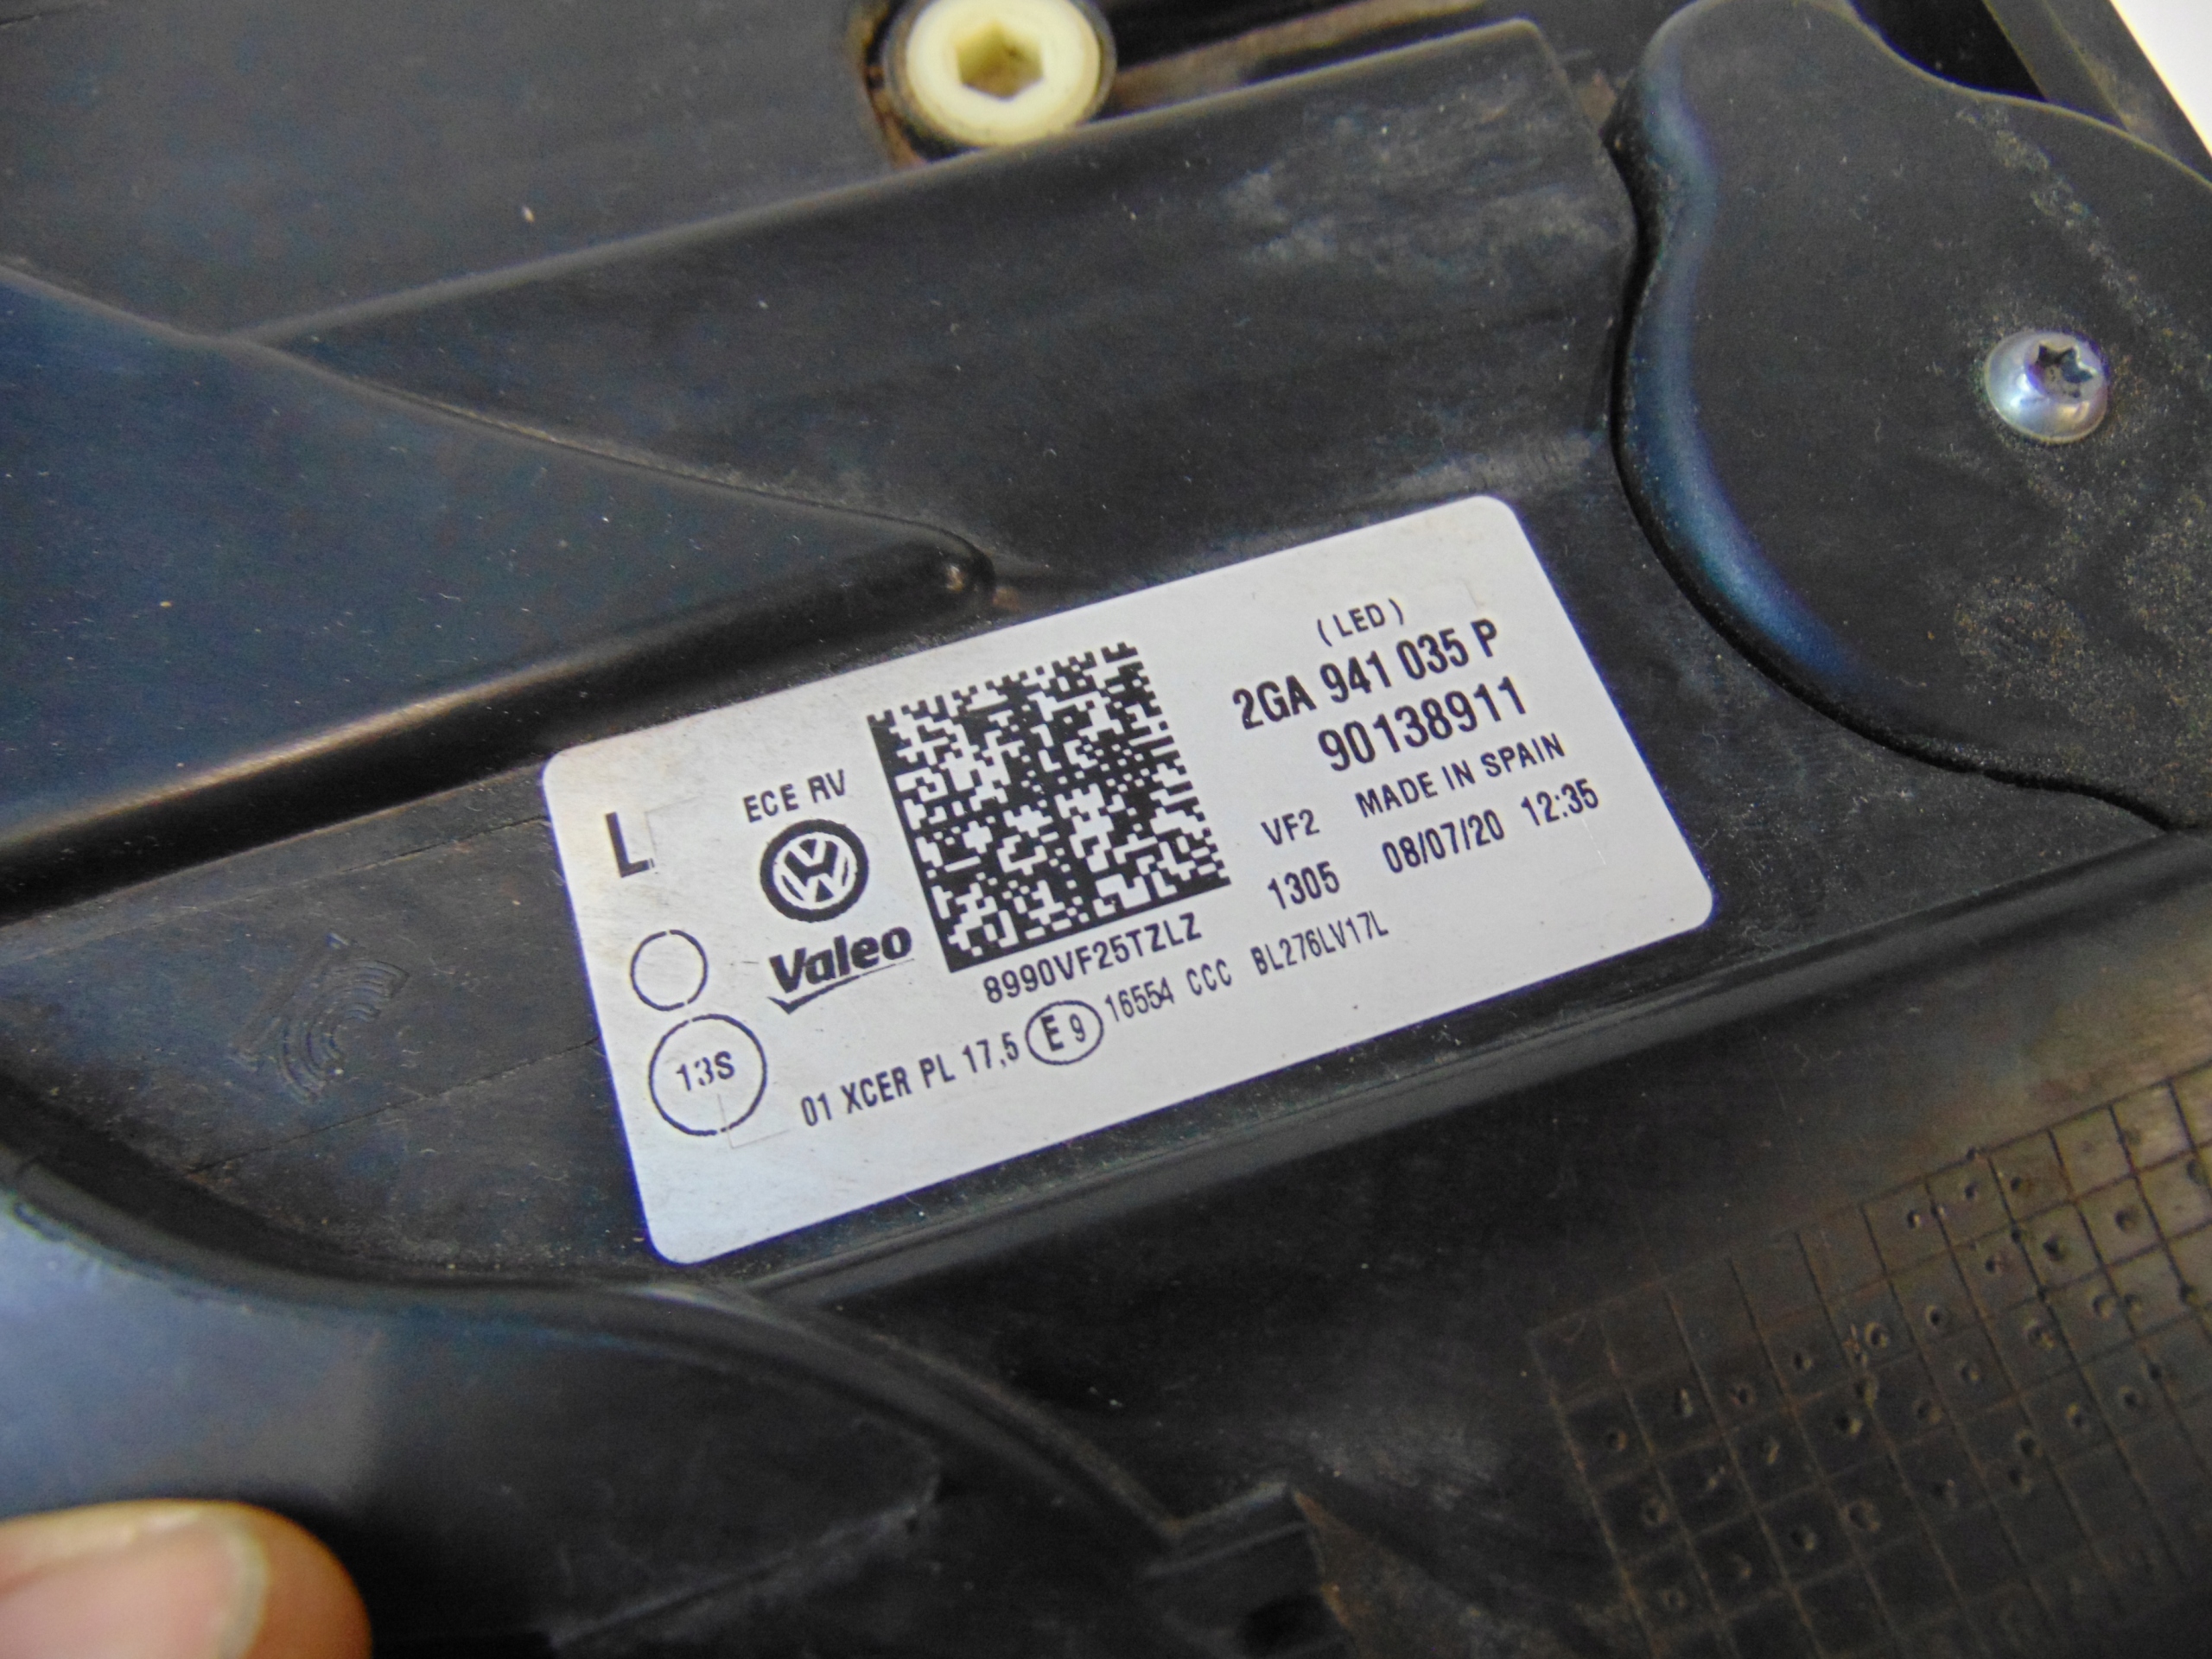 (LED)
2GA 941 035 P
90138911
MADE IN SPAIN
VF2
1305 08/07/20 12:35
L
ECE RV
Valeo
8990VF25TZLZ
13S
01 XCER PL 17,5 E9 16554 CCC BL276LV17L